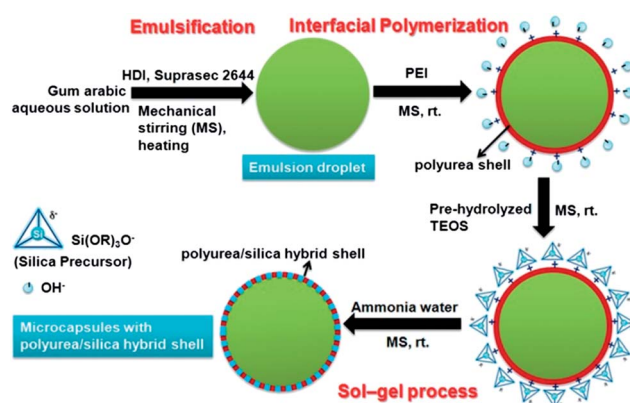 Emulsification
Interfacial Polymerization
Gum arabic
aqueous solution
HDI, Suprasec 2644
Mechanical
stirring (MS),
heating
Emulsion droplet
PEI
MS, rt.
polyurea shell
Pre-hydrolyzed
TEOS
MS, rt.
δ-
Si
Si(OR)₃O⁻
(Silica Precursor)
OH⁻
polyurea/silica hybrid shell
Microcapsules with
polyurea/silica hybrid shell
Ammonia water
MS, rt.
Sol–gel process